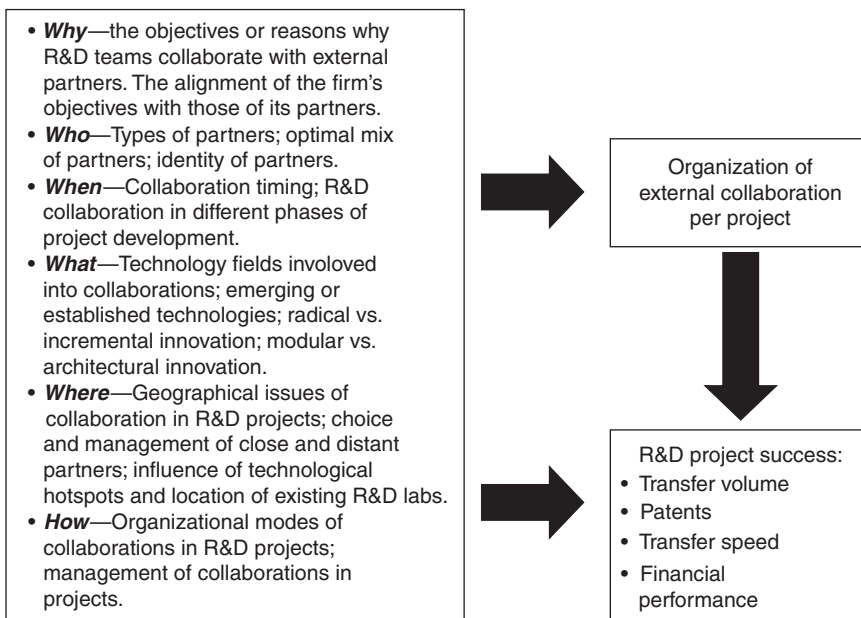 • Why—the objectives or reasons why
R&D teams collaborate with external
partners. The alignment of the firm's
objectives with those of its partners.
• Who—Types of partners; optimal mix
of partners; identity of partners.
• When—Collaboration timing; R&D
collaboration in different phases of
project development.
• What—Technology fields involoved
into collaborations; emerging or
established technologies; radical vs.
incremental innovation; modular vs.
architectural innovation.
• Where—Geographical issues of
collaboration in R&D projects; choice
and management of close and distant
partners; influence of technological
hotspots and location of existing R&D labs.
• How—Organizational modes of
collaborations in R&D projects;
management of collaborations in
projects.
Organization of
external collaboration
per project
R&D project success:
• Transfer volume
• Patents
• Transfer speed
• Financial
performance